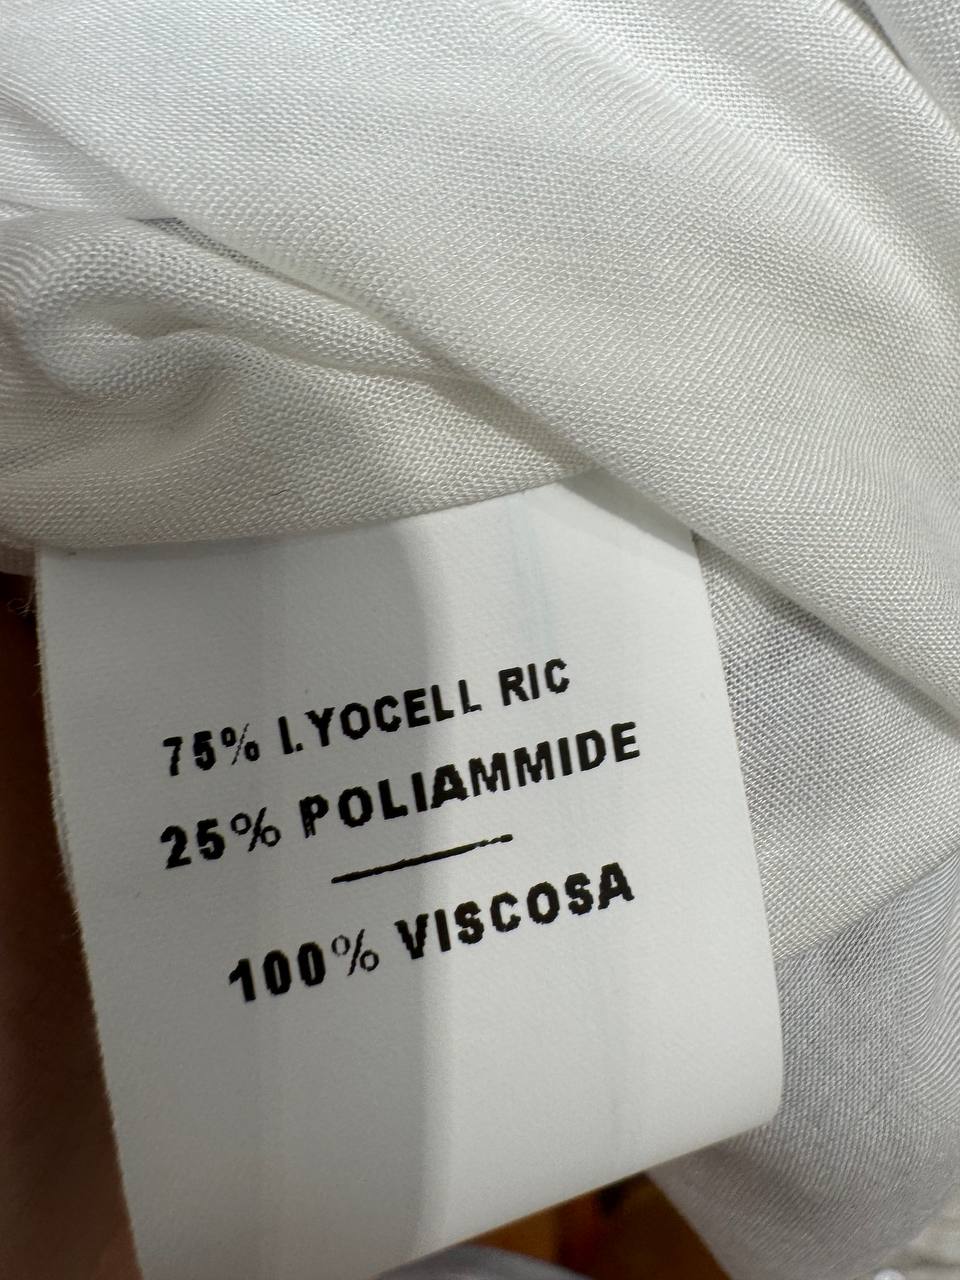 75% LYOCELL RIC
25% POLIAMMIDE
100% VISCOSA